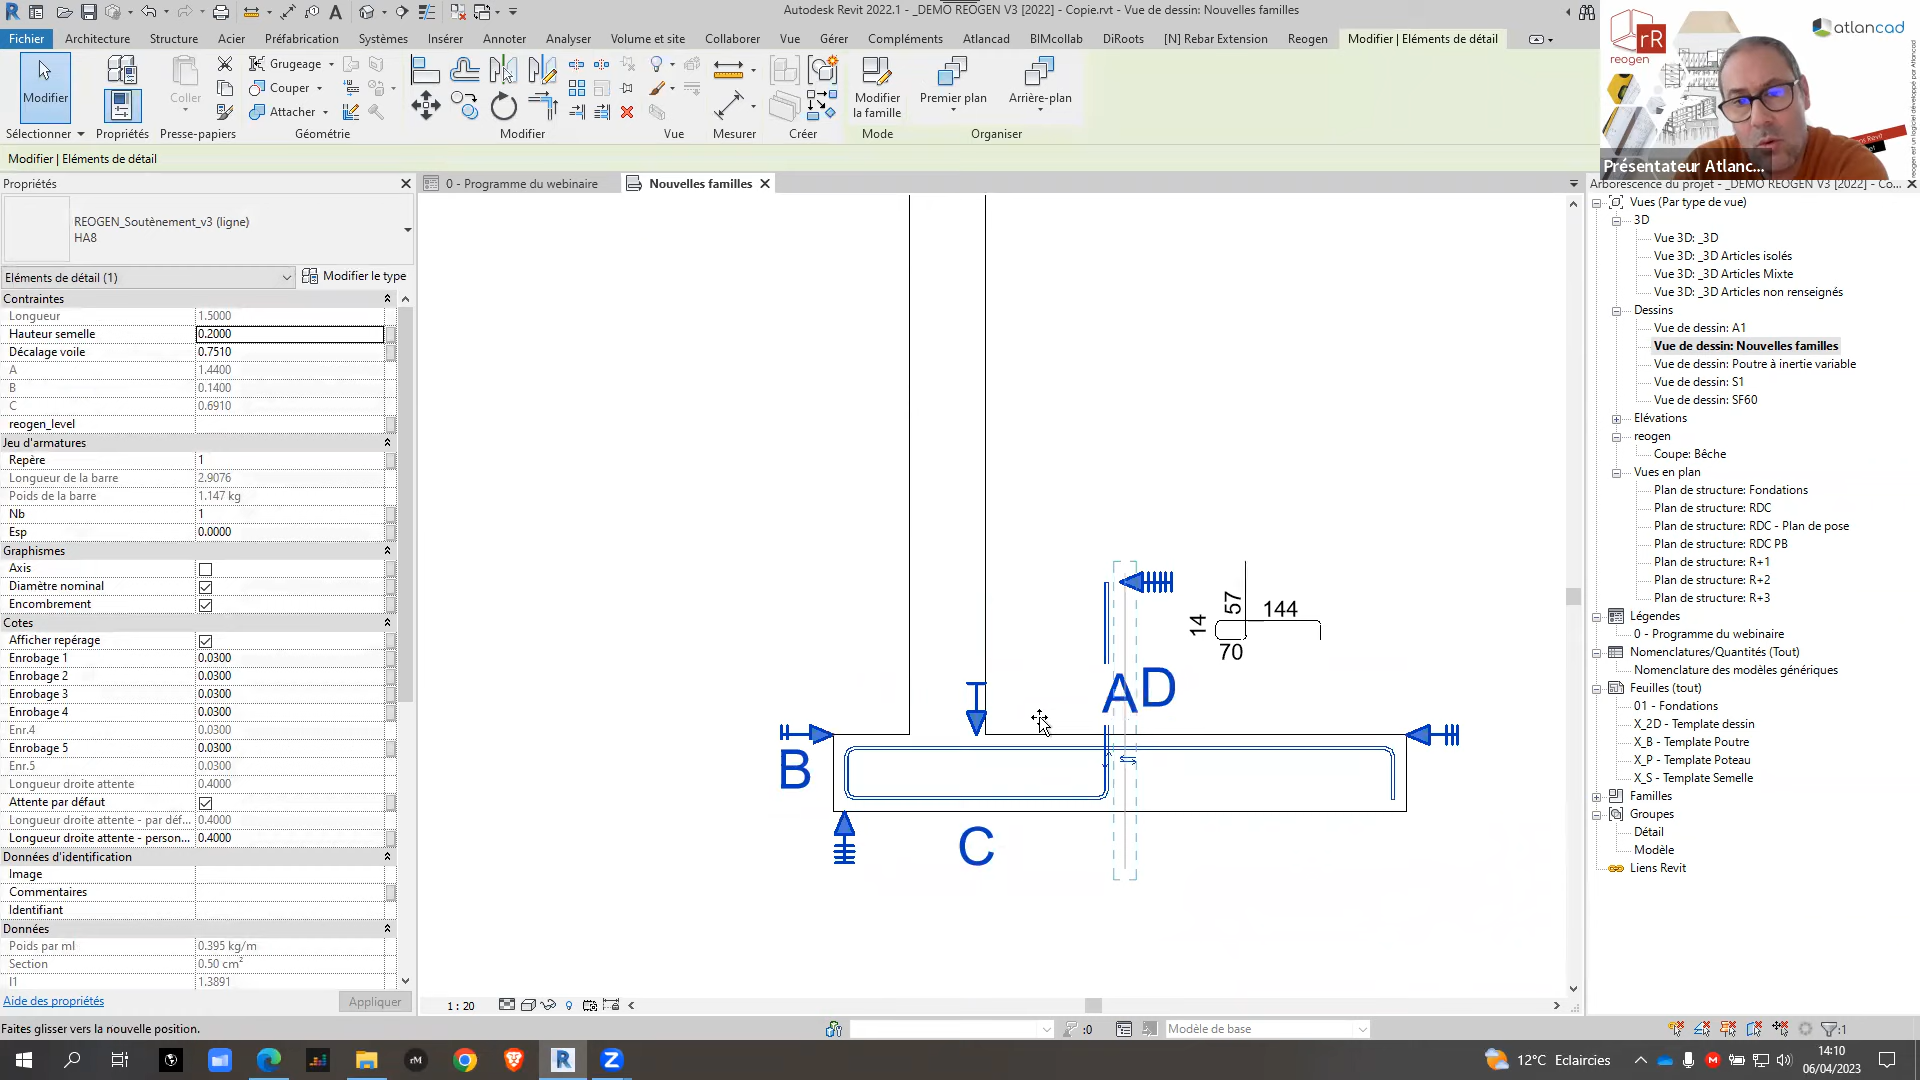 Autodesk Revit 2022.1 - _DEMO REOGEN V3 [2022] - Copie.rvt - Vue de dessin: Nouvelles familles
Fichier
Architecture
Structure
Acier
Préfabrication
Systèmes
Insérer
Annoter
Analyser
Volume et site
Collaborer
Vue
Gérer
Compléments
Atlancad
BIMcollab
DiRoots
[N] Rebar Extension
Reogen
Modifier | Eléments de détail
Modifier
Coller
Grugeage
Couper
Attacher
Modifier la famille
Premier plan
Arrière-plan
Sélectionner
Propriétés
Presse-papiers
Géométrie
Modifier
Vue
Mesurer
Créer
Mode
Organiser
rR
reogen
atlancad
Présentateur Atlanc...
Modifier | Eléments de détail
Propriétés
REOGEN_Soutènement_v3 (ligne)
HA8
Eléments de détail (1)
Modifier le type
Contraintes
Longueur 1.5000
Hauteur semelle 0.2000
Décalage voile 0.7510
A 1.4400
B 0.1400
C 0.6910
reogen_level
Jeu d'armatures
Repère 1
Longueur de la barre 2.9076
Poids de la barre 1.147 kg
Nb 1
Esp 0.0000
Graphismes
Axis
Diamètre nominal
Encombrement
Cotes
Afficher repérage
Enrobage 1 0.0300
Enrobage 2 0.0300
Enrobage 3 0.0300
Enrobage 4 0.0300
Enr.4 0.0300
Enrobage 5 0.0300
Enr.5 0.0300
Longueur droite attente 0.4000
Attente par défaut
Longueur droite attente - par déf... 0.4000
Longueur droite attente - person... 0.4000
Données d'identification
Image
Commentaires
Identifiant
Données
Poids par ml 0.395 kg/m
Section 0.50 cm²
l1 1.3891
Aide des propriétés
Appliquer
0 - Programme du webinaire
Nouvelles familles
14
57
144
70
A
D
B
C
1 : 20
Arborescence du projet - _DEMO REOGEN V3 [2022] - Co...
Vues (Par type de vue)
3D
Vue 3D: _3D
Vue 3D: _3D Articles isolés
Vue 3D: _3D Articles Mixte
Vue 3D: _3D Articles non renseignés
Dessins
Vue de dessin: A1
Vue de dessin: Nouvelles familles
Vue de dessin: Poutre à inertie variable
Vue de dessin: S1
Vue de dessin: SF60
Elévations
reogen
Coupe: Bêche
Vues en plan
Plan de structure: Fondations
Plan de structure: RDC
Plan de structure: RDC - Plan de pose
Plan de structure: RDC PB
Plan de structure: R+1
Plan de structure: R+2
Plan de structure: R+3
Légendes
0 - Programme du webinaire
Nomenclatures/Quantités (Tout)
Nomenclature des modèles génériques
Feuilles (tout)
01 - Fondations
X_2D - Template dessin
X_B - Template Poutre
X_P - Template Poteau
X_S - Template Semelle
Familles
Groupes
Détail
Modèle
Liens Revit
Faites glisser vers la nouvelle position.
:0
Modèle de base
:1
12°C Eclaircies
14:10
06/04/2023